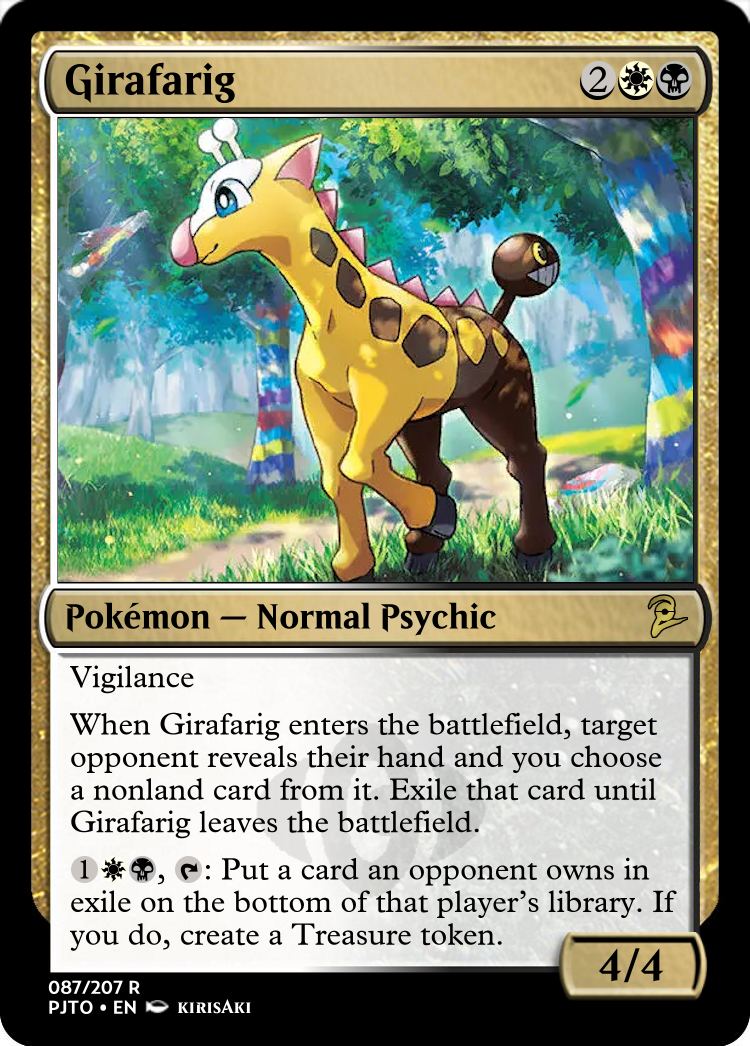 Girafarig 2
Pokémon — Normal Psychic
Vigilance
When Girafarig enters the battlefield, target
opponent reveals their hand and you choose
a nonland card from it. Exile that card until
Girafarig leaves the battlefield.
1, : Put a card an opponent owns in
exile on the bottom of that player's library. If
you do, create a Treasure token.
4/4
087/207 R
PJTO • EN KIRISAKI